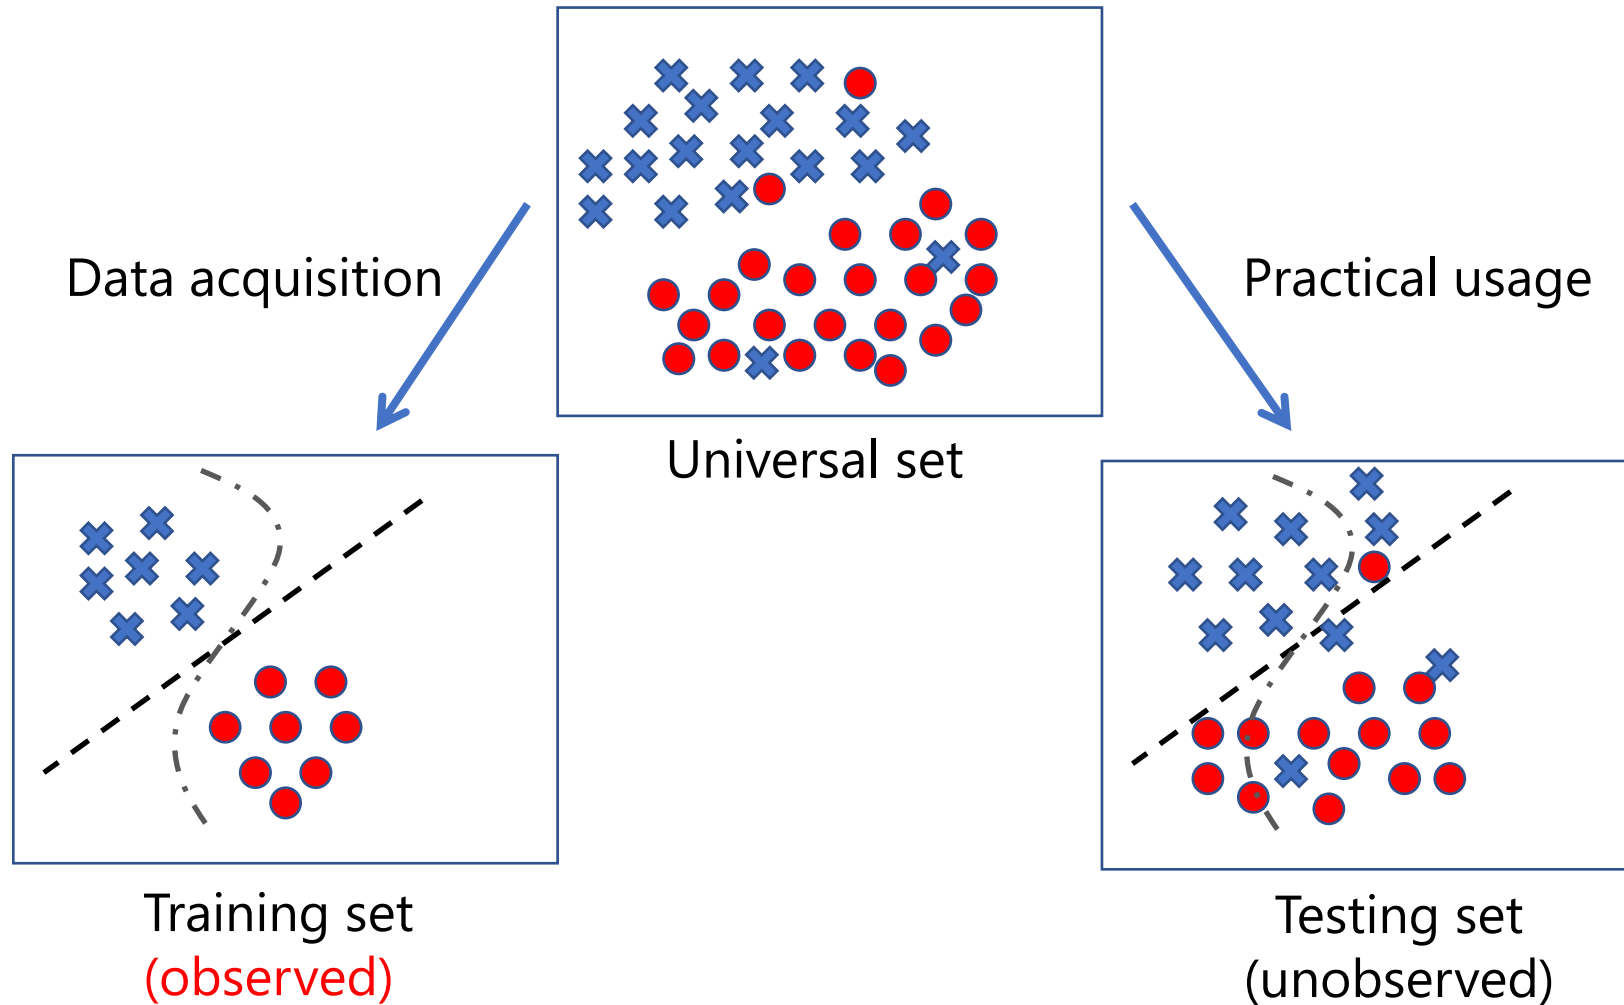 Data acquisition
Practical usage
Universal set
Training set
(observed)
Testing set
(unobserved)